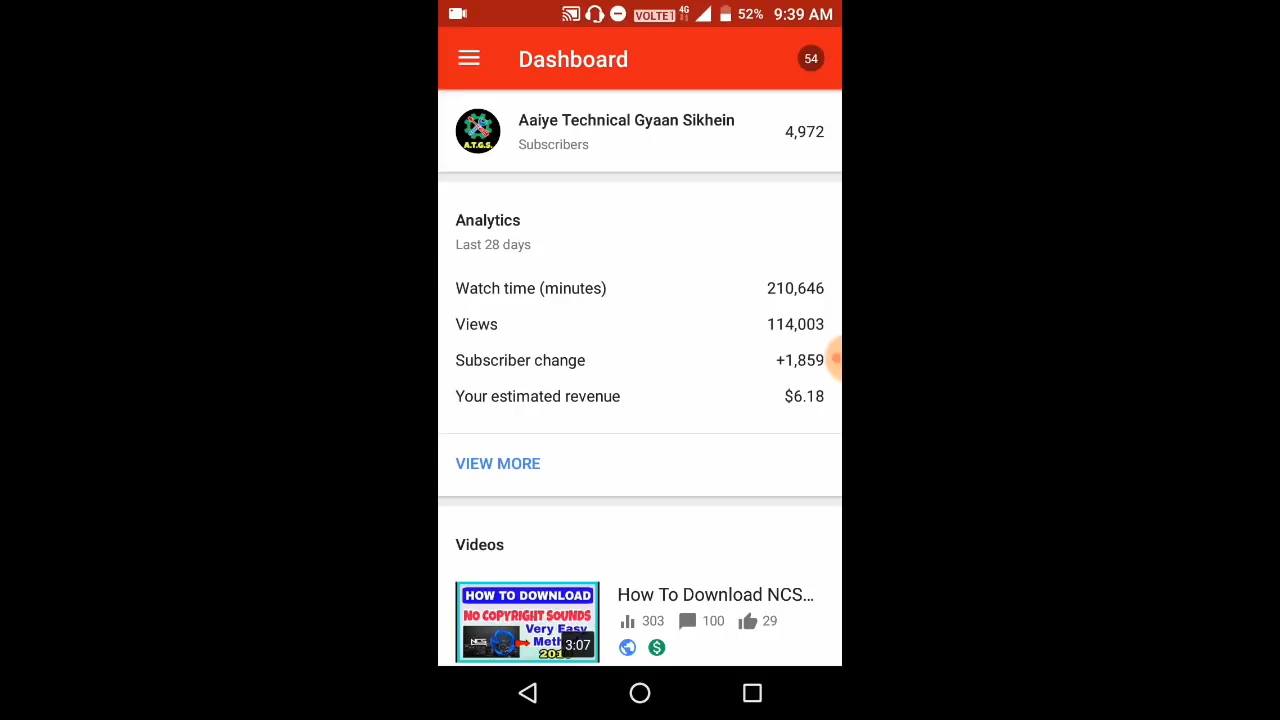 VOLTE1 4G 52% 9:39 AM
Dashboard 54
Aaiye Technical Gyaan Sikhein
Subscribers
4,972
A.T.G.S.
Analytics
Last 28 days
Watch time (minutes) 210,646
Views 114,003
Subscriber change +1,859
Your estimated revenue $6.18
VIEW MORE
Videos
HOW TO DOWNLOAD
NO COPYRIGHT SOUNDS
Very Easy
NCS
3:07
How To Download NCS...
303 100 29